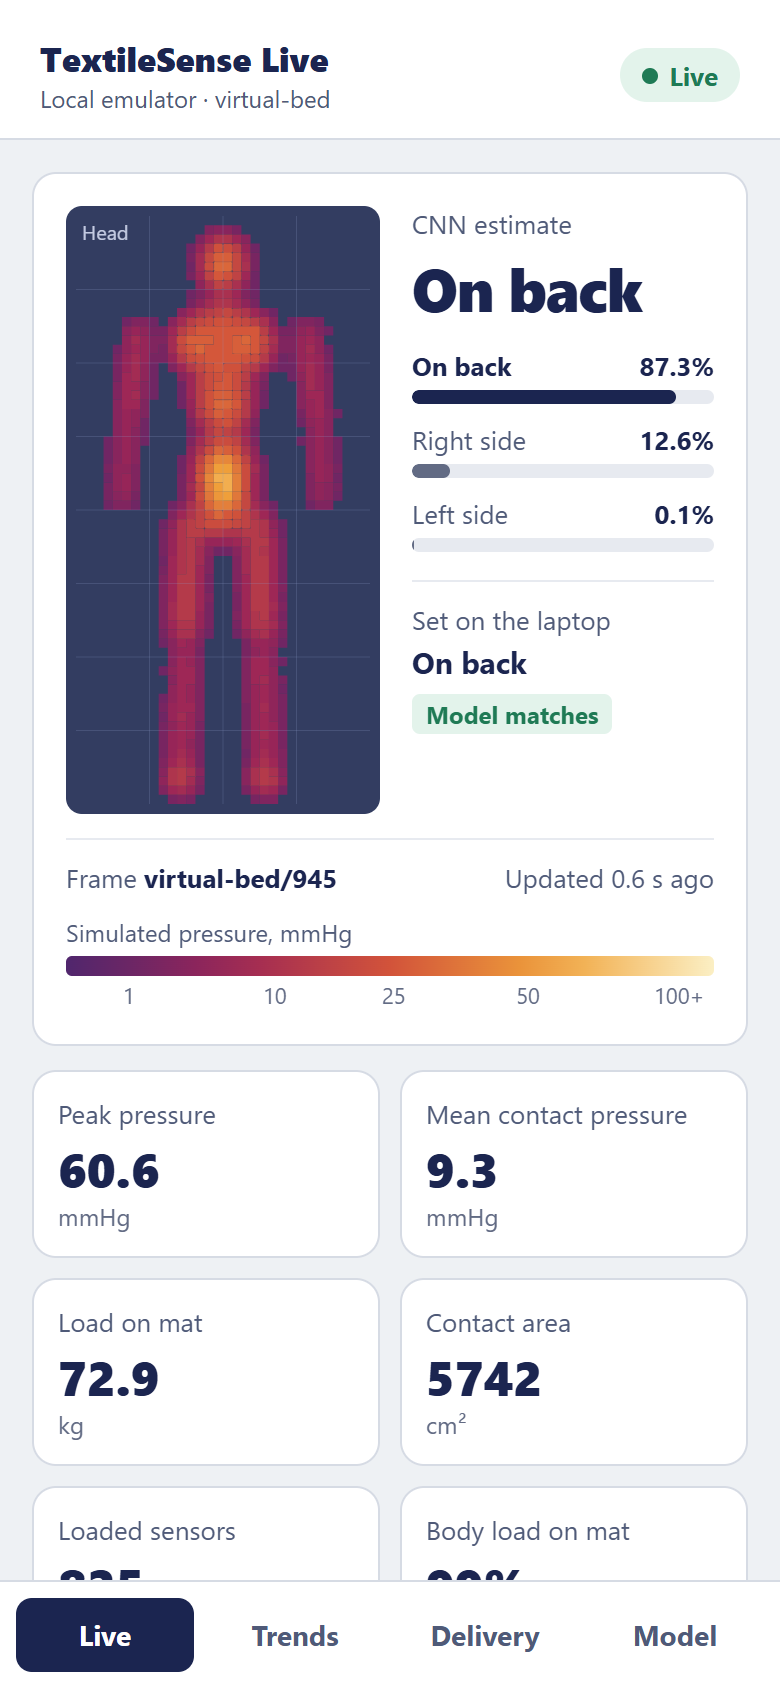 TextileSense Live
Local emulator · virtual-bed
Live
Head
CNN estimate
On back
On back 87.3%
Right side 12.6%
Left side 0.1%
Set on the laptop
On back
Model matches
Frame virtual-bed/945
Updated 0.6 s ago
Simulated pressure, mmHg
1 10 25 50 100+
Peak pressure
60.6
mmHg
Mean contact pressure
9.3
mmHg
Load on mat
72.9
kg
Contact area
5742
cm²
Loaded sensors
Body load on mat
Live Trends Delivery Model